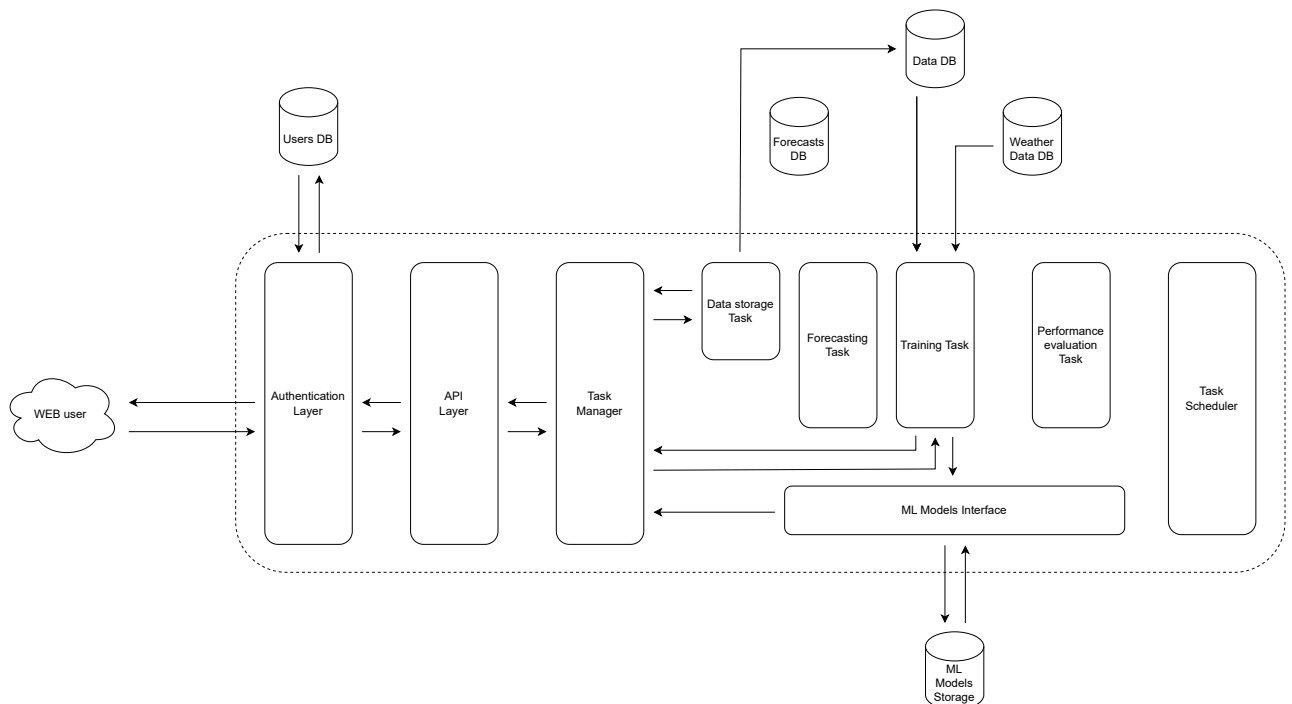 Data DB
Users DB
Forecasts
DB
Weather
Data DB
WEB user
Authentication
Layer
API
Layer
Task
Manager
Data storage
Task
Forecasting
Task
Training Task
Performance
evaluation
Task
Task
Scheduler
ML Models Interface
ML
Models
Storage